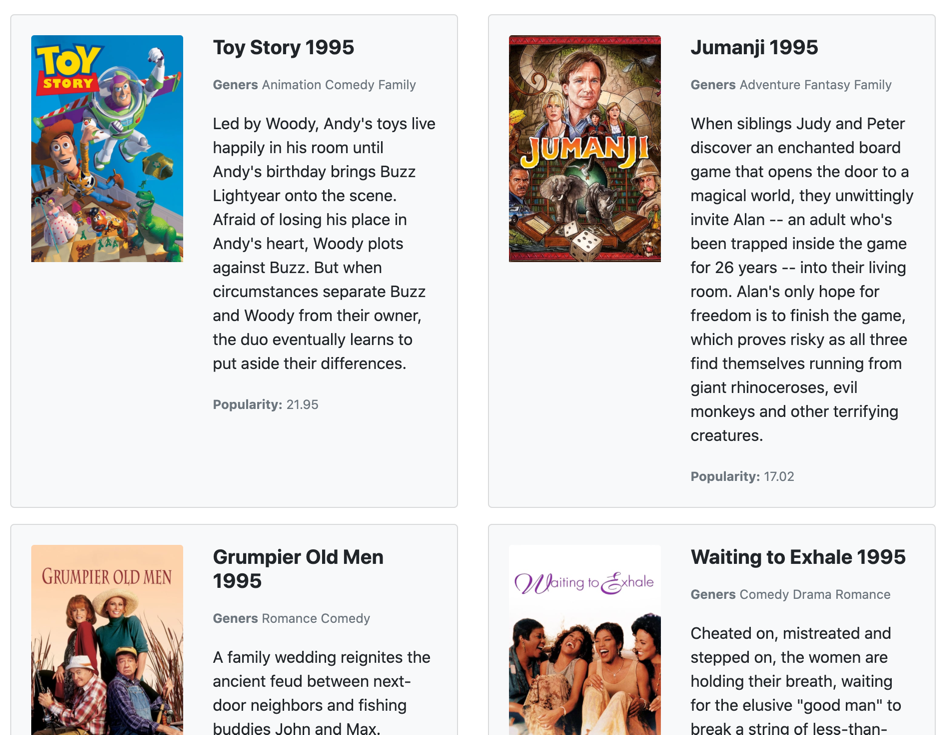 TOY
STORY
Toy Story 1995
Geners Animation Comedy Family
Led by Woody, Andy's toys live
happily in his room until
Andy's birthday brings Buzz
Lightyear onto the scene.
Afraid of losing his place in
Andy's heart, Woody plots
against Buzz. But when
circumstances separate Buzz
and Woody from their owner,
the duo eventually learns to
put aside their differences.
Popularity: 21.95
JUMANJI
Jumanji 1995
Geners Adventure Fantasy Family
When siblings Judy and Peter
discover an enchanted board
game that opens the door to a
magical world, they unwittingly
invite Alan -- an adult who's
been trapped inside the game
for 26 years -- into their living
room. Alan's only hope for
freedom is to finish the game,
which proves risky as all three
find themselves running from
giant rhinoceroses, evil
monkeys and other terrifying
creatures.
Popularity: 17.02
GRUMPIER OLD MEN
Grumpier Old Men
1995
Geners Romance Comedy
A family wedding reignites the
ancient feud between next-
door neighbors and fishing
buddies John and Max.
Waiting to Exhale
Waiting to Exhale 1995
Geners Comedy Drama Romance
Cheated on, mistreated and
stepped on, the women are
holding their breath, waiting
for the elusive "good man" to
break a string of less-than-